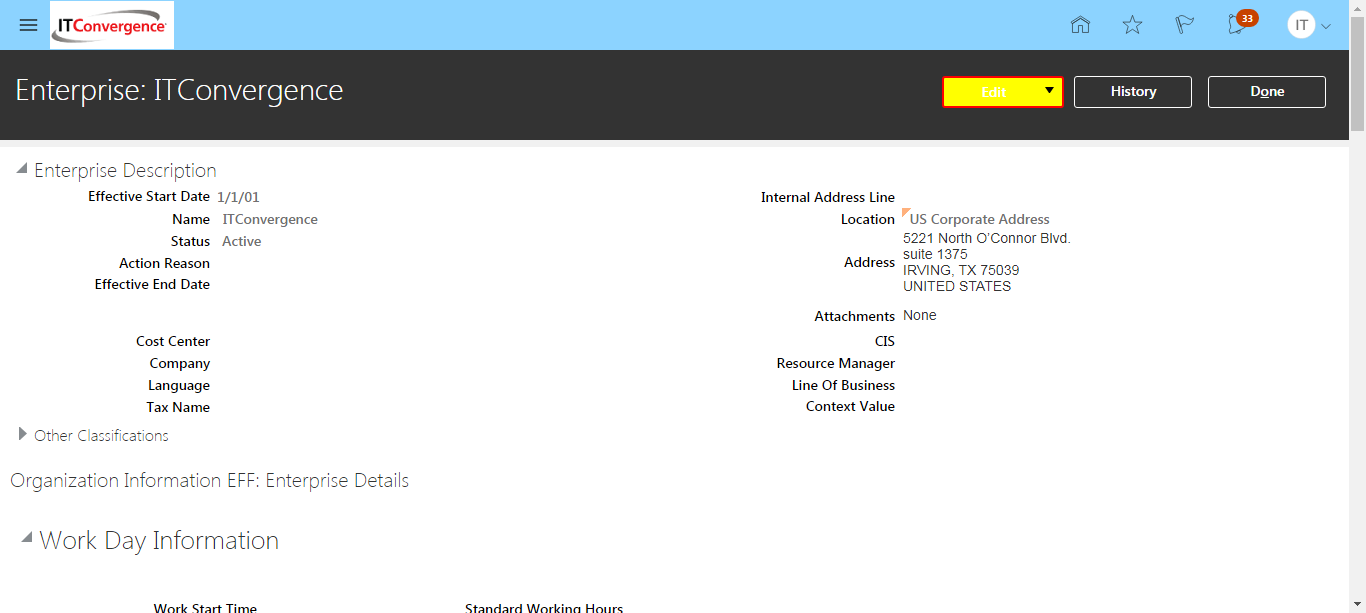 ITConvergence
33
IT
Enterprise: ITConvergence
Edit
History
Done
Enterprise Description
Effective Start Date 1/1/01
Name ITConvergence
Status Active
Action Reason
Effective End Date
Cost Center
Company
Language
Tax Name
Internal Address Line
Location US Corporate Address
Address 5221 North O'Connor Blvd.
suite 1375
IRVING, TX 75039
UNITED STATES
Attachments None
CIS
Resource Manager
Line Of Business
Context Value
Other Classifications
Organization Information EFF: Enterprise Details
Work Day Information
Work Start Time
Standard Working Hours